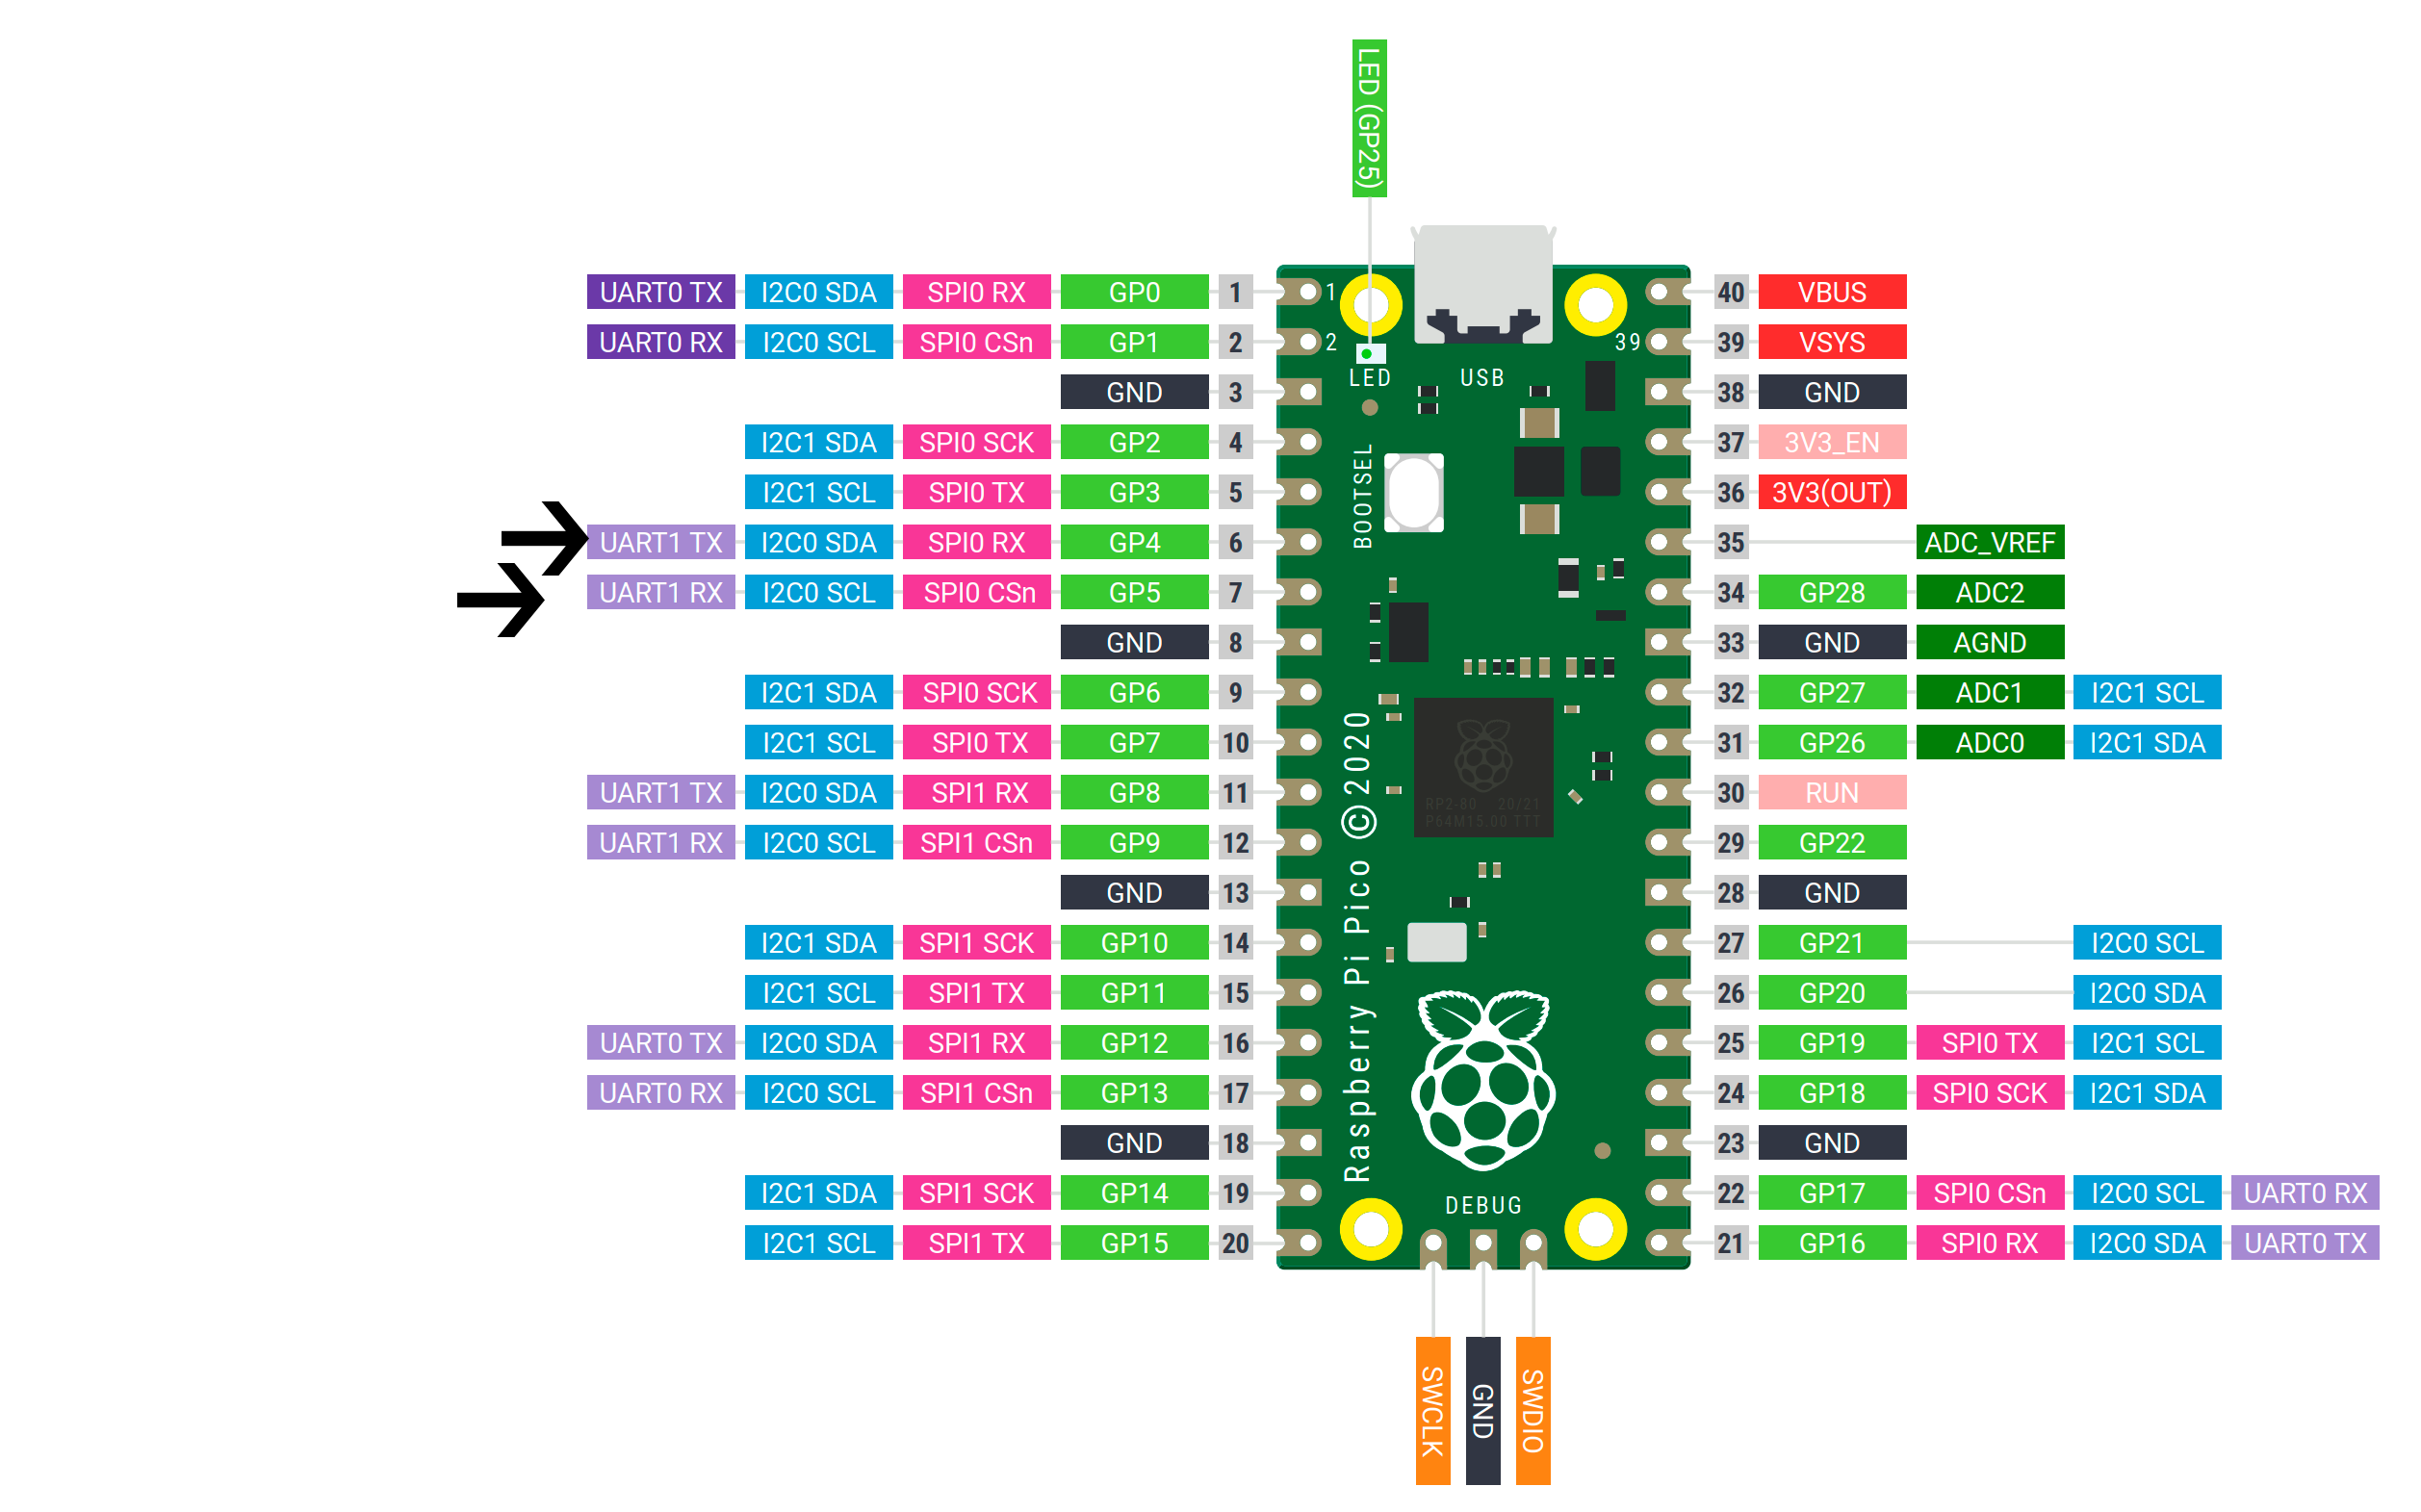 LED (GP25)
UART0 TX I2C0 SDA SPI0 RX GP0 1 1 40 VBUS
UART0 RX I2C0 SCL SPI0 CSn GP1 2 2 39 39 VSYS
LED USB
GND 3 38 GND
I2C1 SDA SPI0 SCK GP2 4 37 3V3_EN
I2C1 SCL SPI0 TX GP3 5 36 3V3(OUT)
BOOTSEL
UART1 TX I2C0 SDA SPI0 RX GP4 6 35 ADC_VREF
UART1 RX I2C0 SCL SPI0 CSn GP5 7 34 GP28 ADC2
GND 8 33 GND AGND
I2C1 SDA SPI0 SCK GP6 9 32 GP27 ADC1 I2C1 SCL
I2C1 SCL SPI0 TX GP7 10 31 GP26 ADC0 I2C1 SDA
UART1 TX I2C0 SDA SPI1 RX GP8 11 30 RUN
RP2-80 20/21
P64M15.00 TTT
UART1 RX I2C0 SCL SPI1 CSn GP9 12 29 GP22
GND 13 28 GND
Raspberry Pi Pico ©2020
I2C1 SDA SPI1 SCK GP10 14 27 GP21 I2C0 SCL
I2C1 SCL SPI1 TX GP11 15 26 GP20 I2C0 SDA
UART0 TX I2C0 SDA SPI1 RX GP12 16 25 GP19 SPI0 TX I2C1 SCL
UART0 RX I2C0 SCL SPI1 CSn GP13 17 24 GP18 SPI0 SCK I2C1 SDA
GND 18 23 GND
I2C1 SDA SPI1 SCK GP14 19 22 GP17 SPI0 CSn I2C0 SCL UART0 RX
DEBUG
I2C1 SCL SPI1 TX GP15 20 21 GP16 SPI0 RX I2C0 SDA UART0 TX
SWCLK
GND
SWDIO